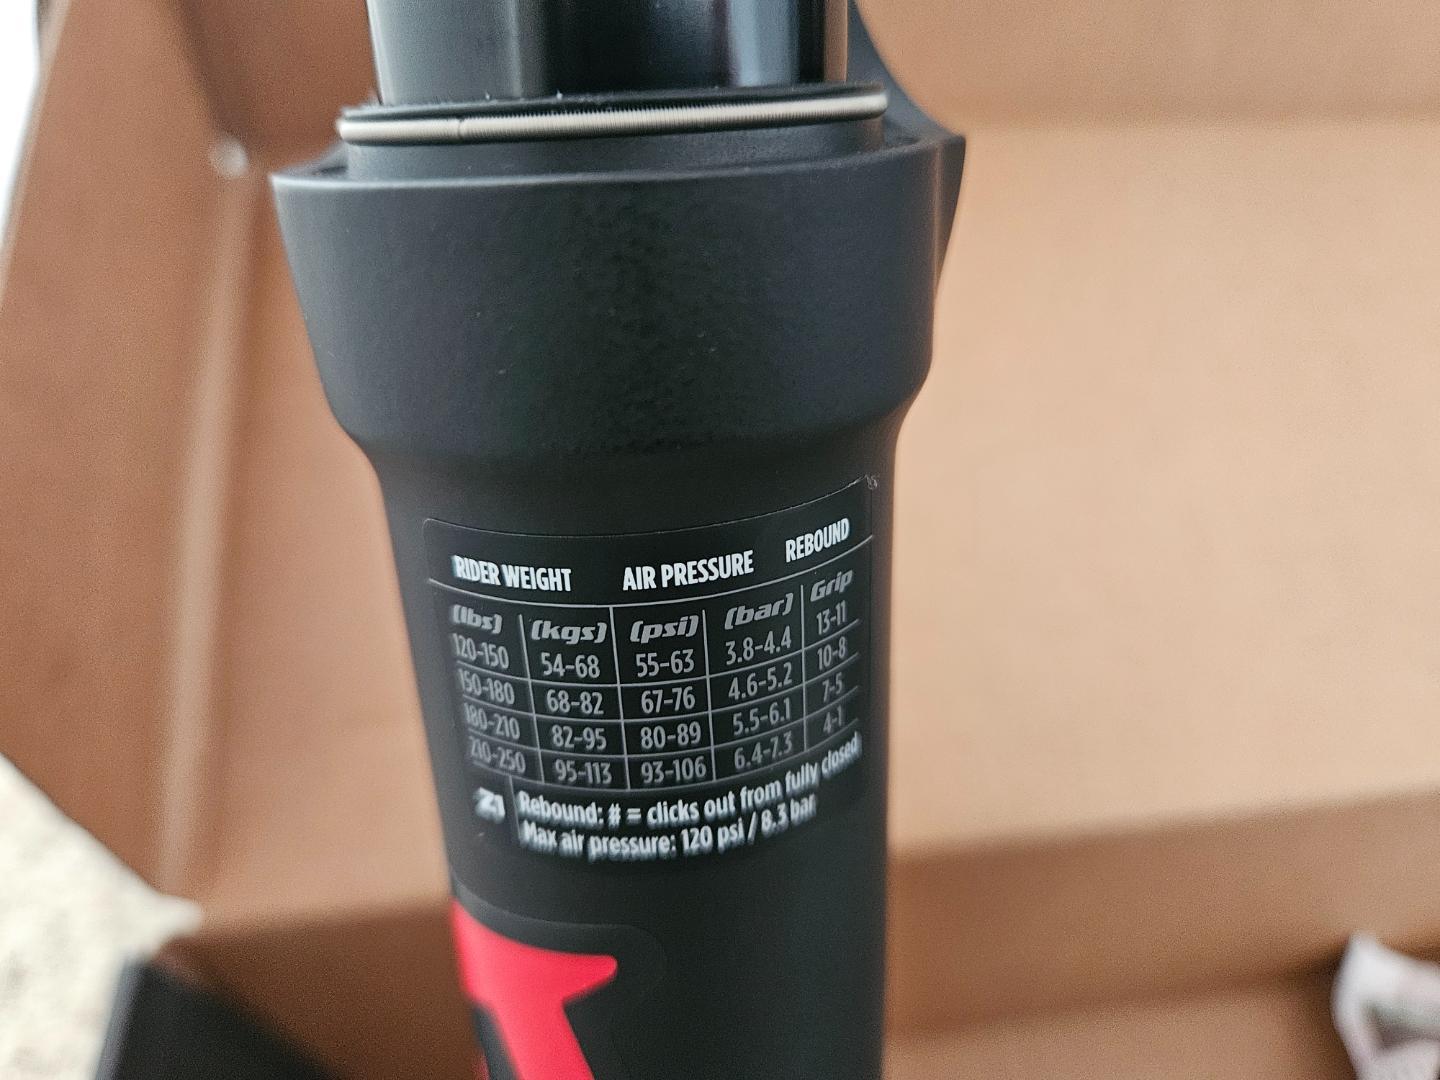 RIDER WEIGHT AIR PRESSURE REBOUND
(lbs) (kgs) (psi) (bar) Grip
120-150 54-68 55-63 3.8-4.4 13-11
150-180 68-82 67-76 4.6-5.2 10-8
180-210 82-95 80-89 5.5-6.1 7-5
210-250 95-113 93-106 6.4-7.3 4-1
Z1 Rebound: # = clicks out from fully closed
Max air pressure: 120 psi / 8.3 bar